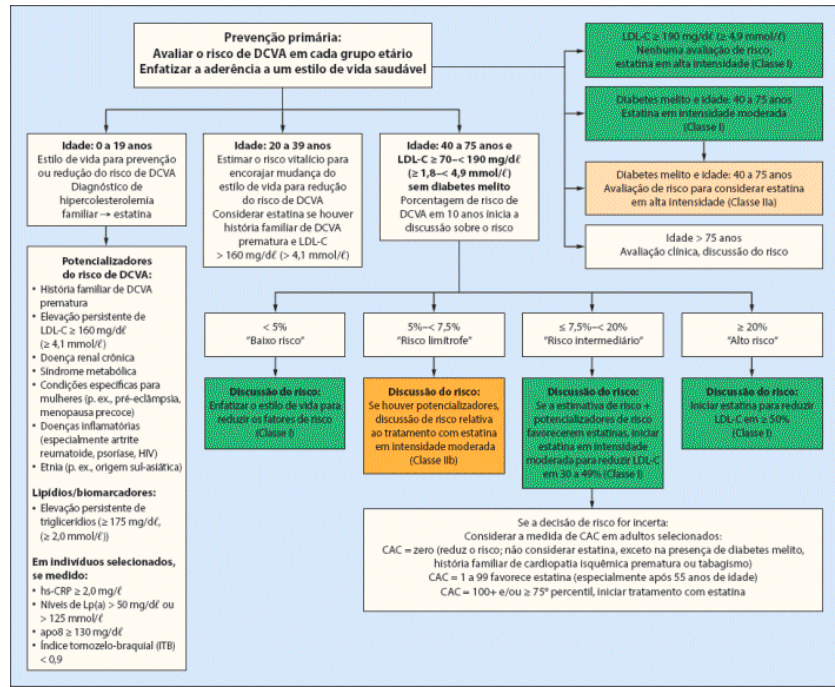 Prevenção primária:
Avaliar o risco de DCVA em cada grupo etário
Enfatizar a aderência a um estilo de vida saudável
LDL-C ≥ 190 mg/dℓ (≥ 4,9 mmol/ℓ)
Nenhuma avaliação de risco;
estatina em alta intensidade (Classe I)
Diabetes melito e idade: 40 a 75 anos
Estatina em intensidade moderada
(Classe I)
Diabetes melito e idade: 40 a 75 anos
Avaliação de risco para considerar estatina
em alta intensidade (Classe IIa)
Idade > 75 anos
Avaliação clínica, discussão do risco
Idade: 0 a 19 anos
Estilo de vida para prevenção
ou redução do risco de DCVA
Diagnóstico de
hipercolesterolemia
familiar → estatina
Idade: 20 a 39 anos
Estimar o risco vitalício para
encorajar mudança do
estilo de vida para redução
do risco de DCVA
Considerar estatina se houver
história familiar de DCVA
prematura e LDL-C
> 160 mg/dℓ (> 4,1 mmol/ℓ)
Idade: 40 a 75 anos e
LDL-C ≥ 70–< 190 mg/dℓ
(≥ 1,8–< 4,9 mmol/ℓ)
sem diabetes melito
Porcentagem de risco de
DCVA em 10 anos inicia a
discussão sobre o risco
Potencializadores
do risco de DCVA:
• História familiar de DCVA
prematura
• Elevação persistente de
LDL-C ≥ 160 mg/dℓ
(≥ 4,1 mmol/ℓ)
• Doença renal crônica
• Síndrome metabólica
• Condições específicas para
mulheres (p. ex., pré-eclâmpsia,
menopausa precoce)
• Doenças inflamatórias
(especialmente artrite
reumatoide, psoríase, HIV)
• Etnia (p. ex., origem sul-asiática)
Lipídios/biomarcadores:
• Elevação persistente de
triglicerídios (≥ 175 mg/dℓ,
(≥ 2,0 mmol/ℓ))
Em indivíduos selecionados,
se medido:
• hs-CRP ≥ 2,0 mg/ℓ
• Níveis de Lp(a) > 50 mg/dℓ ou
> 125 mmol/ℓ
• apo8 ≥ 130 mg/dℓ
• Índice tornozelo-braquial (ITB)
< 0,9
< 5%
"Baixo risco"
5%–< 7,5%
"Risco limítrofe"
≤ 7,5%–< 20%
"Risco intermediário"
≥ 20%
"Alto risco"
Discussão do risco:
Enfatizar o estilo de vida para
reduzir os fatores de risco
(Classe I)
Discussão do risco:
Se houver potencializadores,
discussão de risco relativa
ao tratamento com estatina
em intensidade moderada
(Classe IIb)
Discussão do risco:
Se a estimativa de risco +
potencializadores de risco
favorecerem estatinas, iniciar
estatina em intensidade
moderada para reduzir LDL-C
em 30 a 49% (Classe I)
Discussão do risco:
Iniciar estatina para reduzir
LDL-C em ≥ 50%
(Classe I)
Se a decisão de risco for incerta:
Considerar a medida de CAC em adultos selecionados:
CAC = zero (reduz o risco; não considerar estatina, exceto na presença de diabetes melito,
história familiar de cardiopatia isquêmica prematura ou tabagismo)
CAC = 1 a 99 favorece estatina (especialmente após 55 anos de idade)
CAC = 100+ e/ou ≥ 75º percentil, iniciar tratamento com estatina